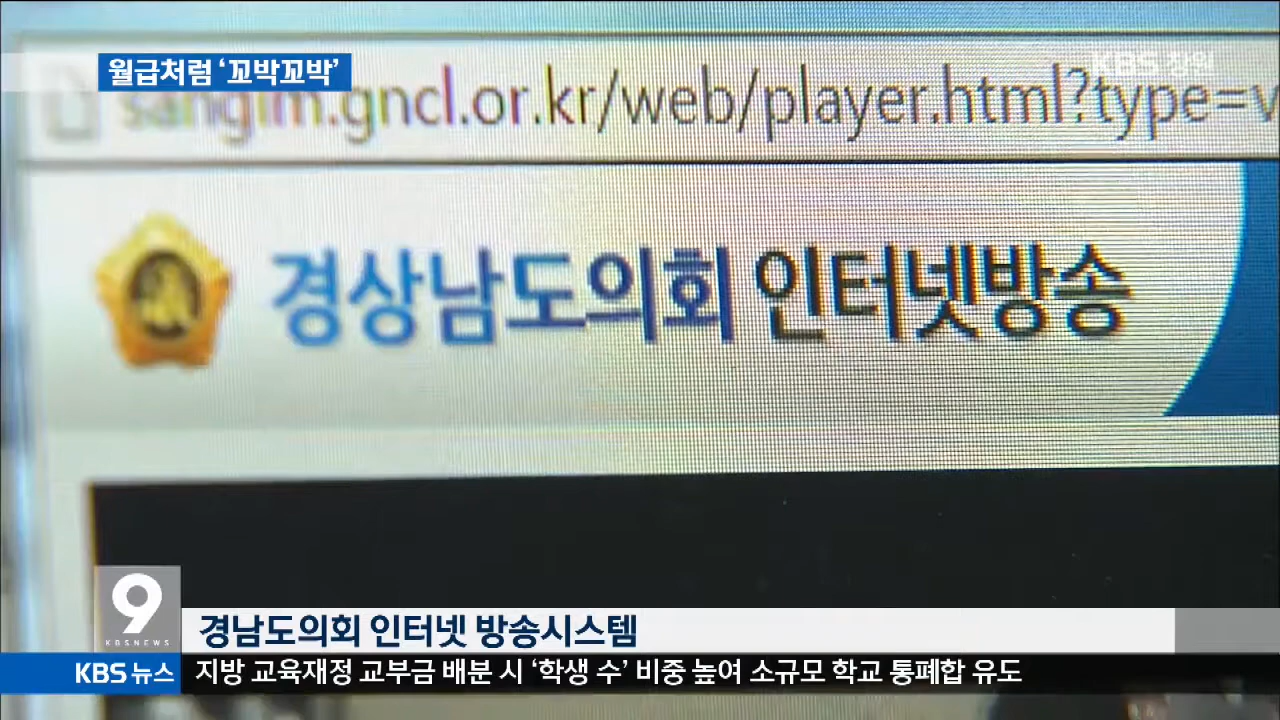 월급처럼 ‘꼬박꼬박’
KBS 창원
sangim.gncl.or.kr/web/player.html?type=v
경상남도의회 인터넷방송
9
KBS NEWS
경남도의회 인터넷 방송시스템
KBS 뉴스
지방 교육재정 교부금 배분 시 ‘학생 수’ 비중 높여 소규모 학교 통폐합 유도